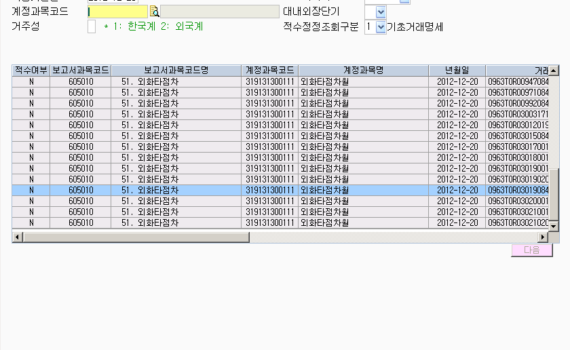 계정과목코드 대내외장단기
거주성 * 1: 한국계 2: 외국계 적수정정조회구분 1 기초거래명세
적수여부 보고서과목코드 보고서과목명 계정과목코드 계정과목명 년월일 거래
N 605010 51. 외화타점차 319131300111 외화타점차월 2012-12-20 0963T0R00947084
N 605010 51. 외화타점차 319131300111 외화타점차월 2012-12-20 0963T0R00971084
N 605010 51. 외화타점차 319131300111 외화타점차월 2012-12-20 0963T0R00992084
N 605010 51. 외화타점차 319131300111 외화타점차월 2012-12-20 0963T0R03003171
N 605010 51. 외화타점차 319131300111 외화타점차월 2012-12-20 0963T0R03012019
N 605010 51. 외화타점차 319131300111 외화타점차월 2012-12-20 0963T0R03015084
N 605010 51. 외화타점차 319131300111 외화타점차월 2012-12-20 0963T0R03017001
N 605010 51. 외화타점차 319131300111 외화타점차월 2012-12-20 0963T0R03018001
N 605010 51. 외화타점차 319131300111 외화타점차월 2012-12-20 0963T0R03019001
N 605010 51. 외화타점차 319131300111 외화타점차월 2012-12-20 0963T0R03019020
N 605010 51. 외화타점차 319131300111 외화타점차월 2012-12-20 0963T0R03019084
N 605010 51. 외화타점차 319131300111 외화타점차월 2012-12-20 0963T0R03020001
N 605010 51. 외화타점차 319131300111 외화타점차월 2012-12-20 0963T0R03021001
N 605010 51. 외화타점차 319131300111 외화타점차월 2012-12-20 0963T0R03021020
다음